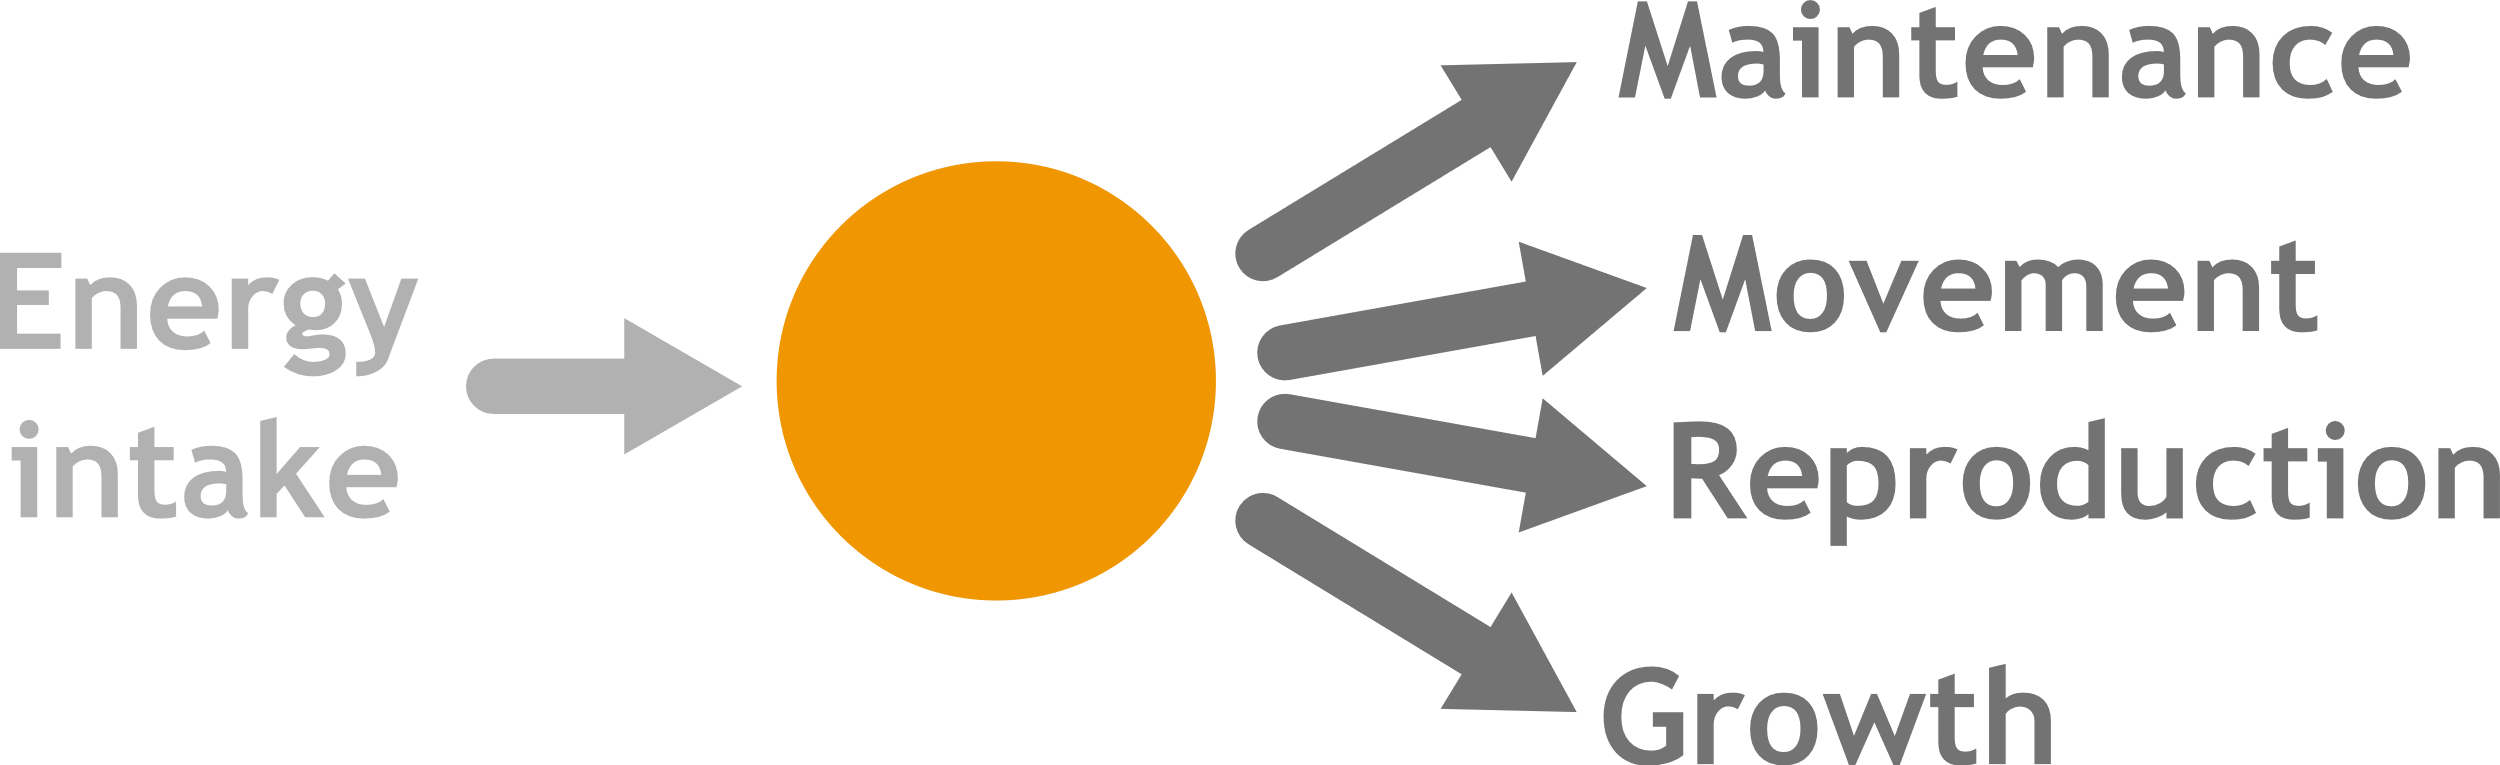 Energy
intake
Maintenance
Movement
Reproduction
Growth